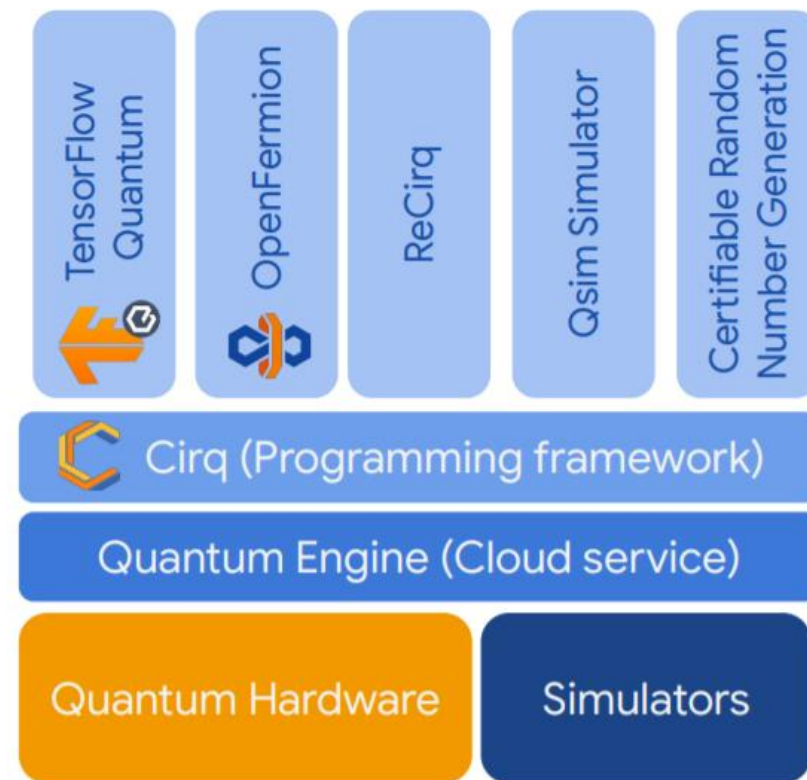 TensorFlow
Quantum
OpenFermion
ReCirq
Qsim Simulator
Certifiable Random
Number Generation
Cirq (Programming framework)
Quantum Engine (Cloud service)
Quantum Hardware
Simulators